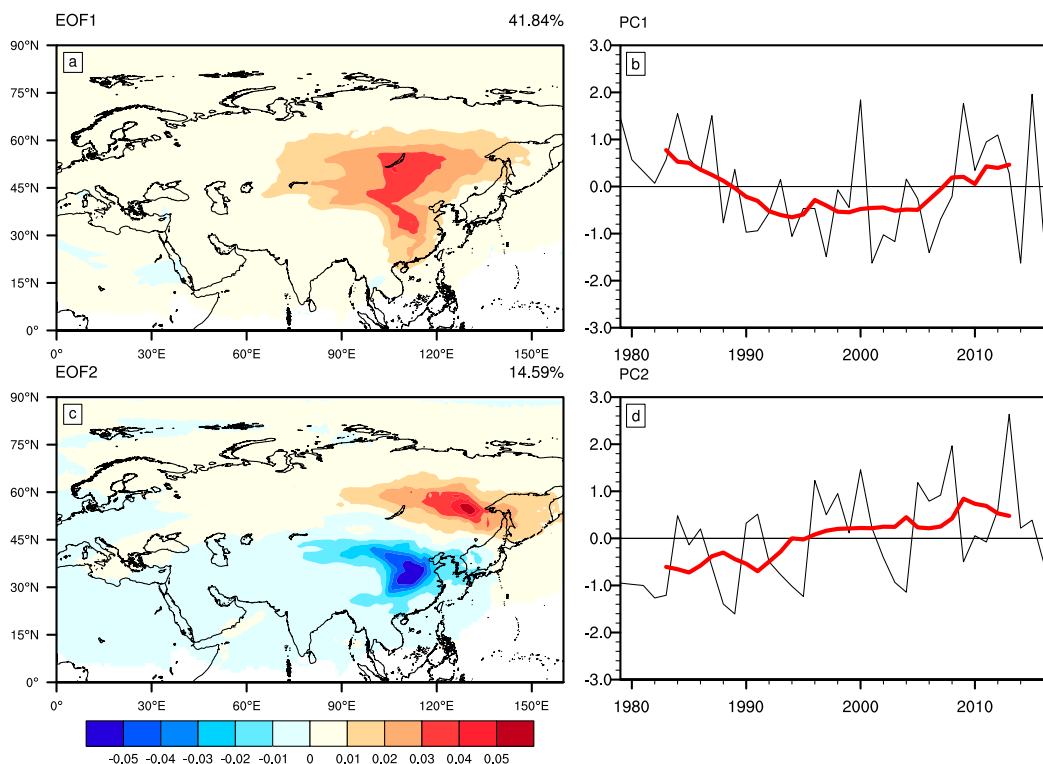 EOF1 41.84%
a
90°N
75°N
60°N
45°N
30°N
15°N
0°
0° 30°E 60°E 90°E 120°E 150°E
PC1
b
3.0
2.0
1.0
0.0
-1.0
-2.0
-3.0
1980 1990 2000 2010
EOF2 14.59%
c
90°N
75°N
60°N
45°N
30°N
15°N
0°
0° 30°E 60°E 90°E 120°E 150°E
-0.05 -0.04 -0.03 -0.02 -0.01 0 0.01 0.02 0.03 0.04 0.05
PC2
d
3.0
2.0
1.0
0.0
-1.0
-2.0
-3.0
1980 1990 2000 2010